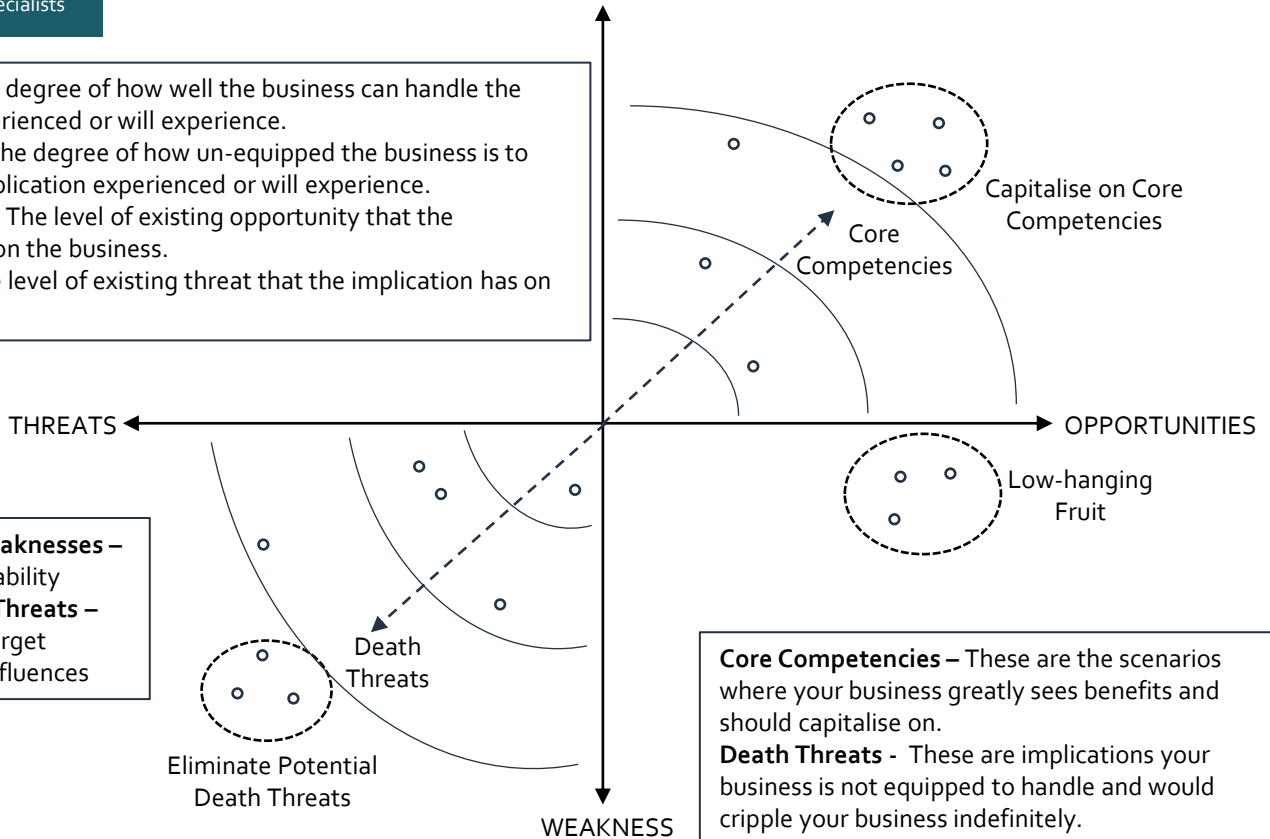 degree of how well the business can handle the
erienced or will experience.
he degree of how un-equipped the business is to
plication experienced or will experience.
The level of existing opportunity that the
on the business.
level of existing threat that the implication has on
Capitalise on Core
Competencies
Core
Competencies
THREATS
OPPORTUNITIES
Low-hanging
Fruit
eaknesses –
ability
Threats –
rget
fluences
Death
Threats
Eliminate Potential
Death Threats
WEAKNESS
Core Competencies – These are the scenarios
where your business greatly sees benefits and
should capitalise on.
Death Threats - These are implications your
business is not equipped to handle and would
cripple your business indefinitely.